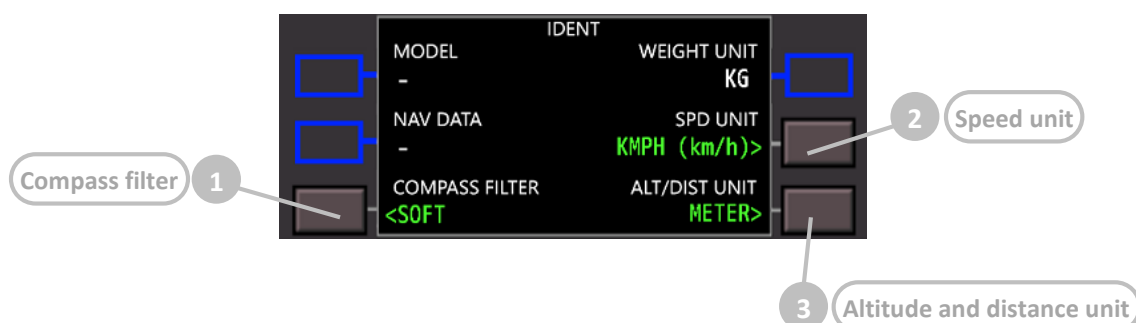 IDENT
MODEL
WEIGHT UNIT
-
KG
NAV DATA
SPD UNIT
-
KMPH (km/h)>
2 Speed unit
Compass filter 1
COMPASS FILTER
ALT/DIST UNIT
<SOFT
METER>
3 Altitude and distance unit